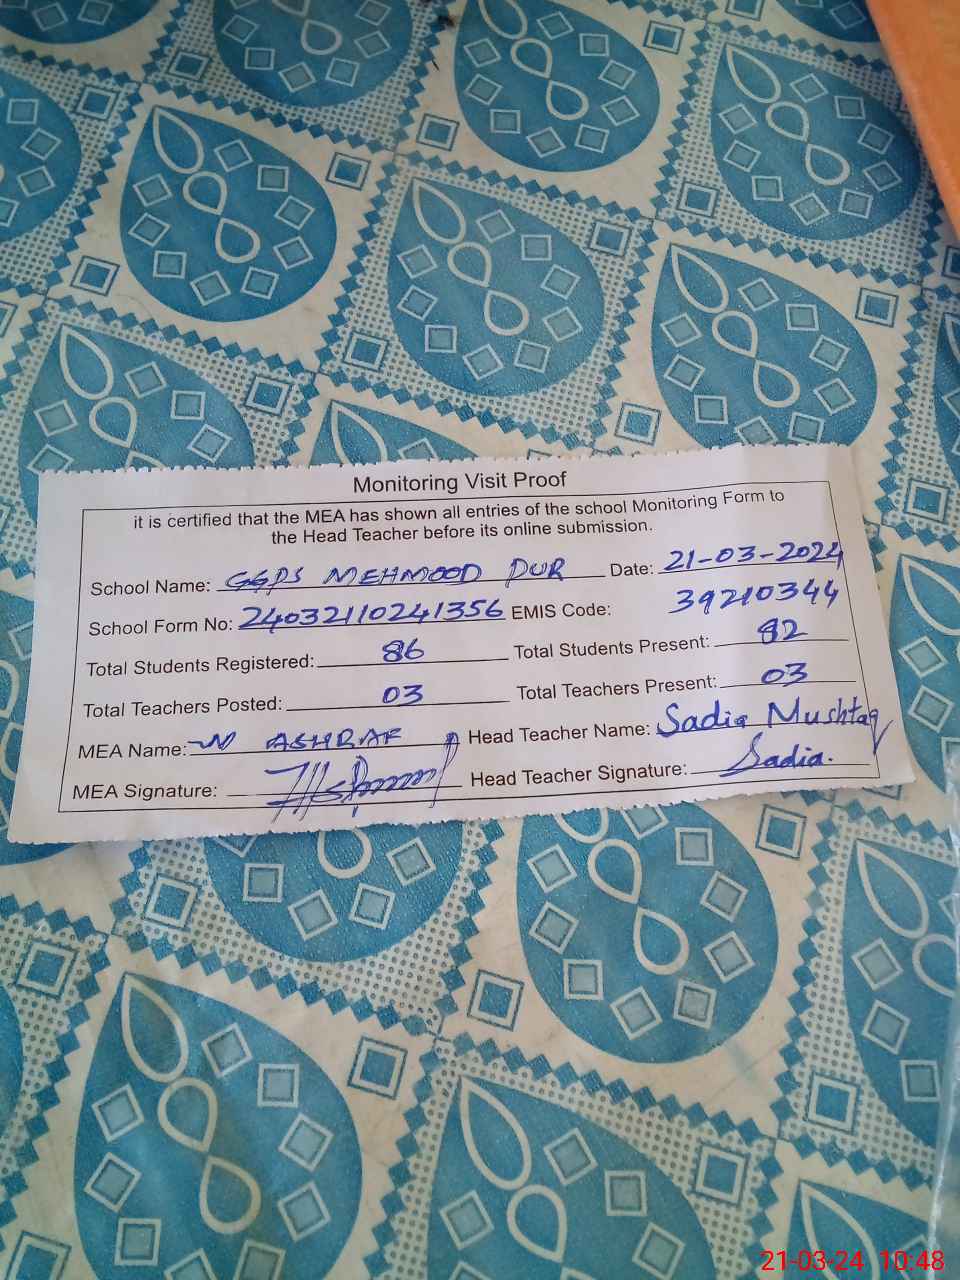 Monitoring Visit Proof
it is certified that the MEA has shown all entries of the school Monitoring Form to
the Head Teacher before its online submission.
School Name: GGPS MEHMOOD PUR Date: 21-03-2024
School Form No: 24032110241356 EMIS Code: 39210344
Total Students Registered: 86 Total Students Present: 82
Total Teachers Posted: 03 Total Teachers Present: 03
MEA Name: ASHRAF Head Teacher Name: Sadia Mushtaq
MEA Signature: Head Teacher Signature: Sadia.
21-03-24 10:48